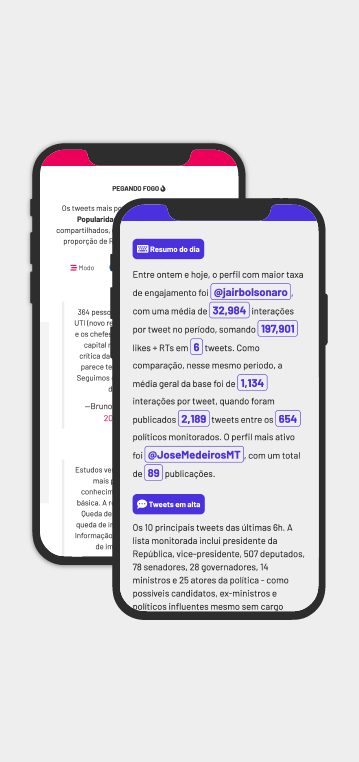 PEGANDO FOGO
Os tweets mais
Popularida
compartilhados,
proporção de
Modo
364
UTI (novo
e os chefes
capital
crítica da
parece
Seguimos
—Bruno
20
Estudos
mais
conhecim
básica. A
Queda de
queda de
Informação
de
Resumo do dia
Entre ontem e hoje, o perfil com maior taxa
de engajamento foi @jairbolsonaro,
com uma média de 32,984 interações
por tweet no período, somando 197,901
likes + RTs em 6 tweets. Como
comparação, nesse mesmo período, a
média geral da base foi de 1,134
interações por tweet, quando foram
publicados 2,189 tweets entre os 654
políticos monitorados. O perfil mais ativo
foi @JoseMedeirosMT, com um total
de 89 publicações.
Tweets em alta
Os 10 principais tweets das últimas 6h. A
lista monitorada inclui presidente da
República, vice-presidente, 507 deputados,
78 senadores, 28 governadores, 14
ministros e 25 atores da política - como
possíveis candidatos, ex-ministros e
políticos influentes mesmo sem cargo